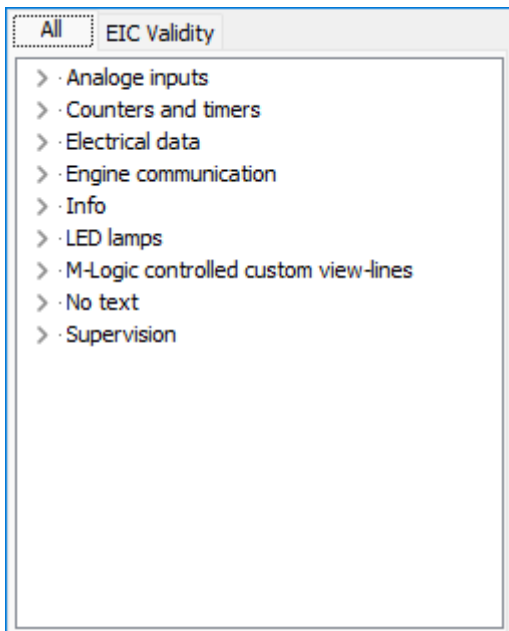 All EIC Validity
Analoge inputs
Counters and timers
Electrical data
Engine communication
Info
LED lamps
M-Logic controlled custom view-lines
No text
Supervision